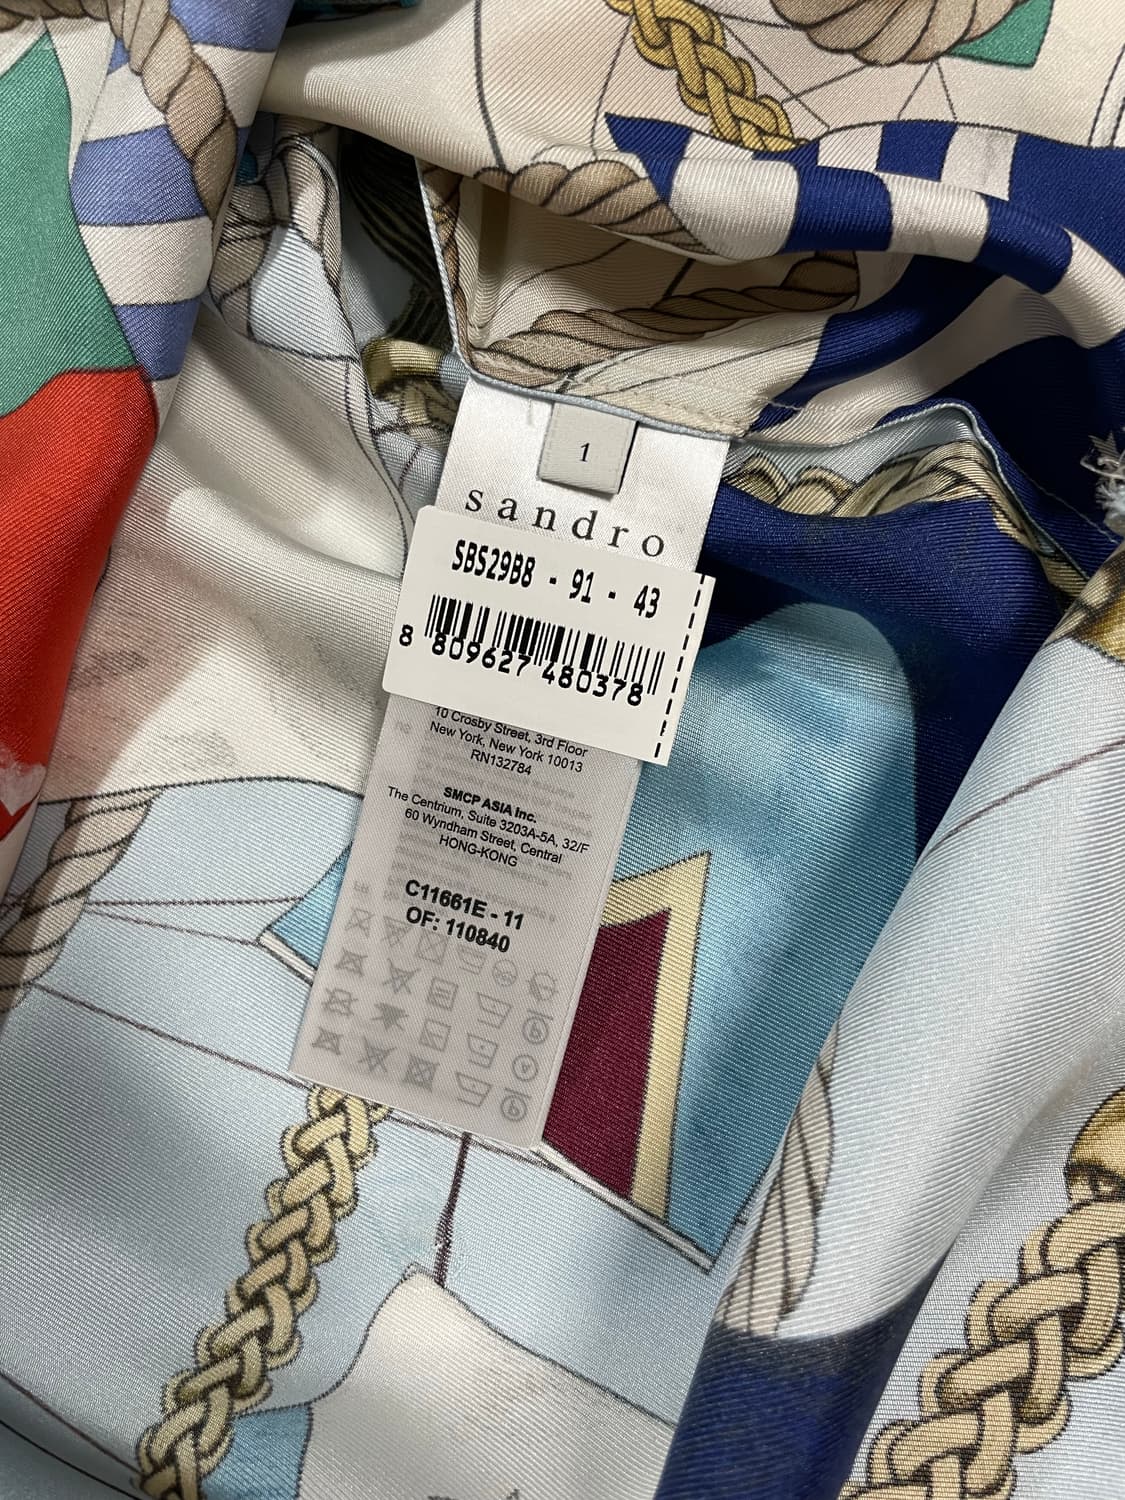 1
sandro
SBS29B8 - 91 - 43
8 809627 480378
10 Crosby Street, 3rd Floor
New York, New York 10013
RN132784
SMCP ASIA Inc.
The Centrium, Suite 3203A-5A, 32/F
60 Wyndham Street, Central
HONG-KONG
C11661E - 11
OF: 110840